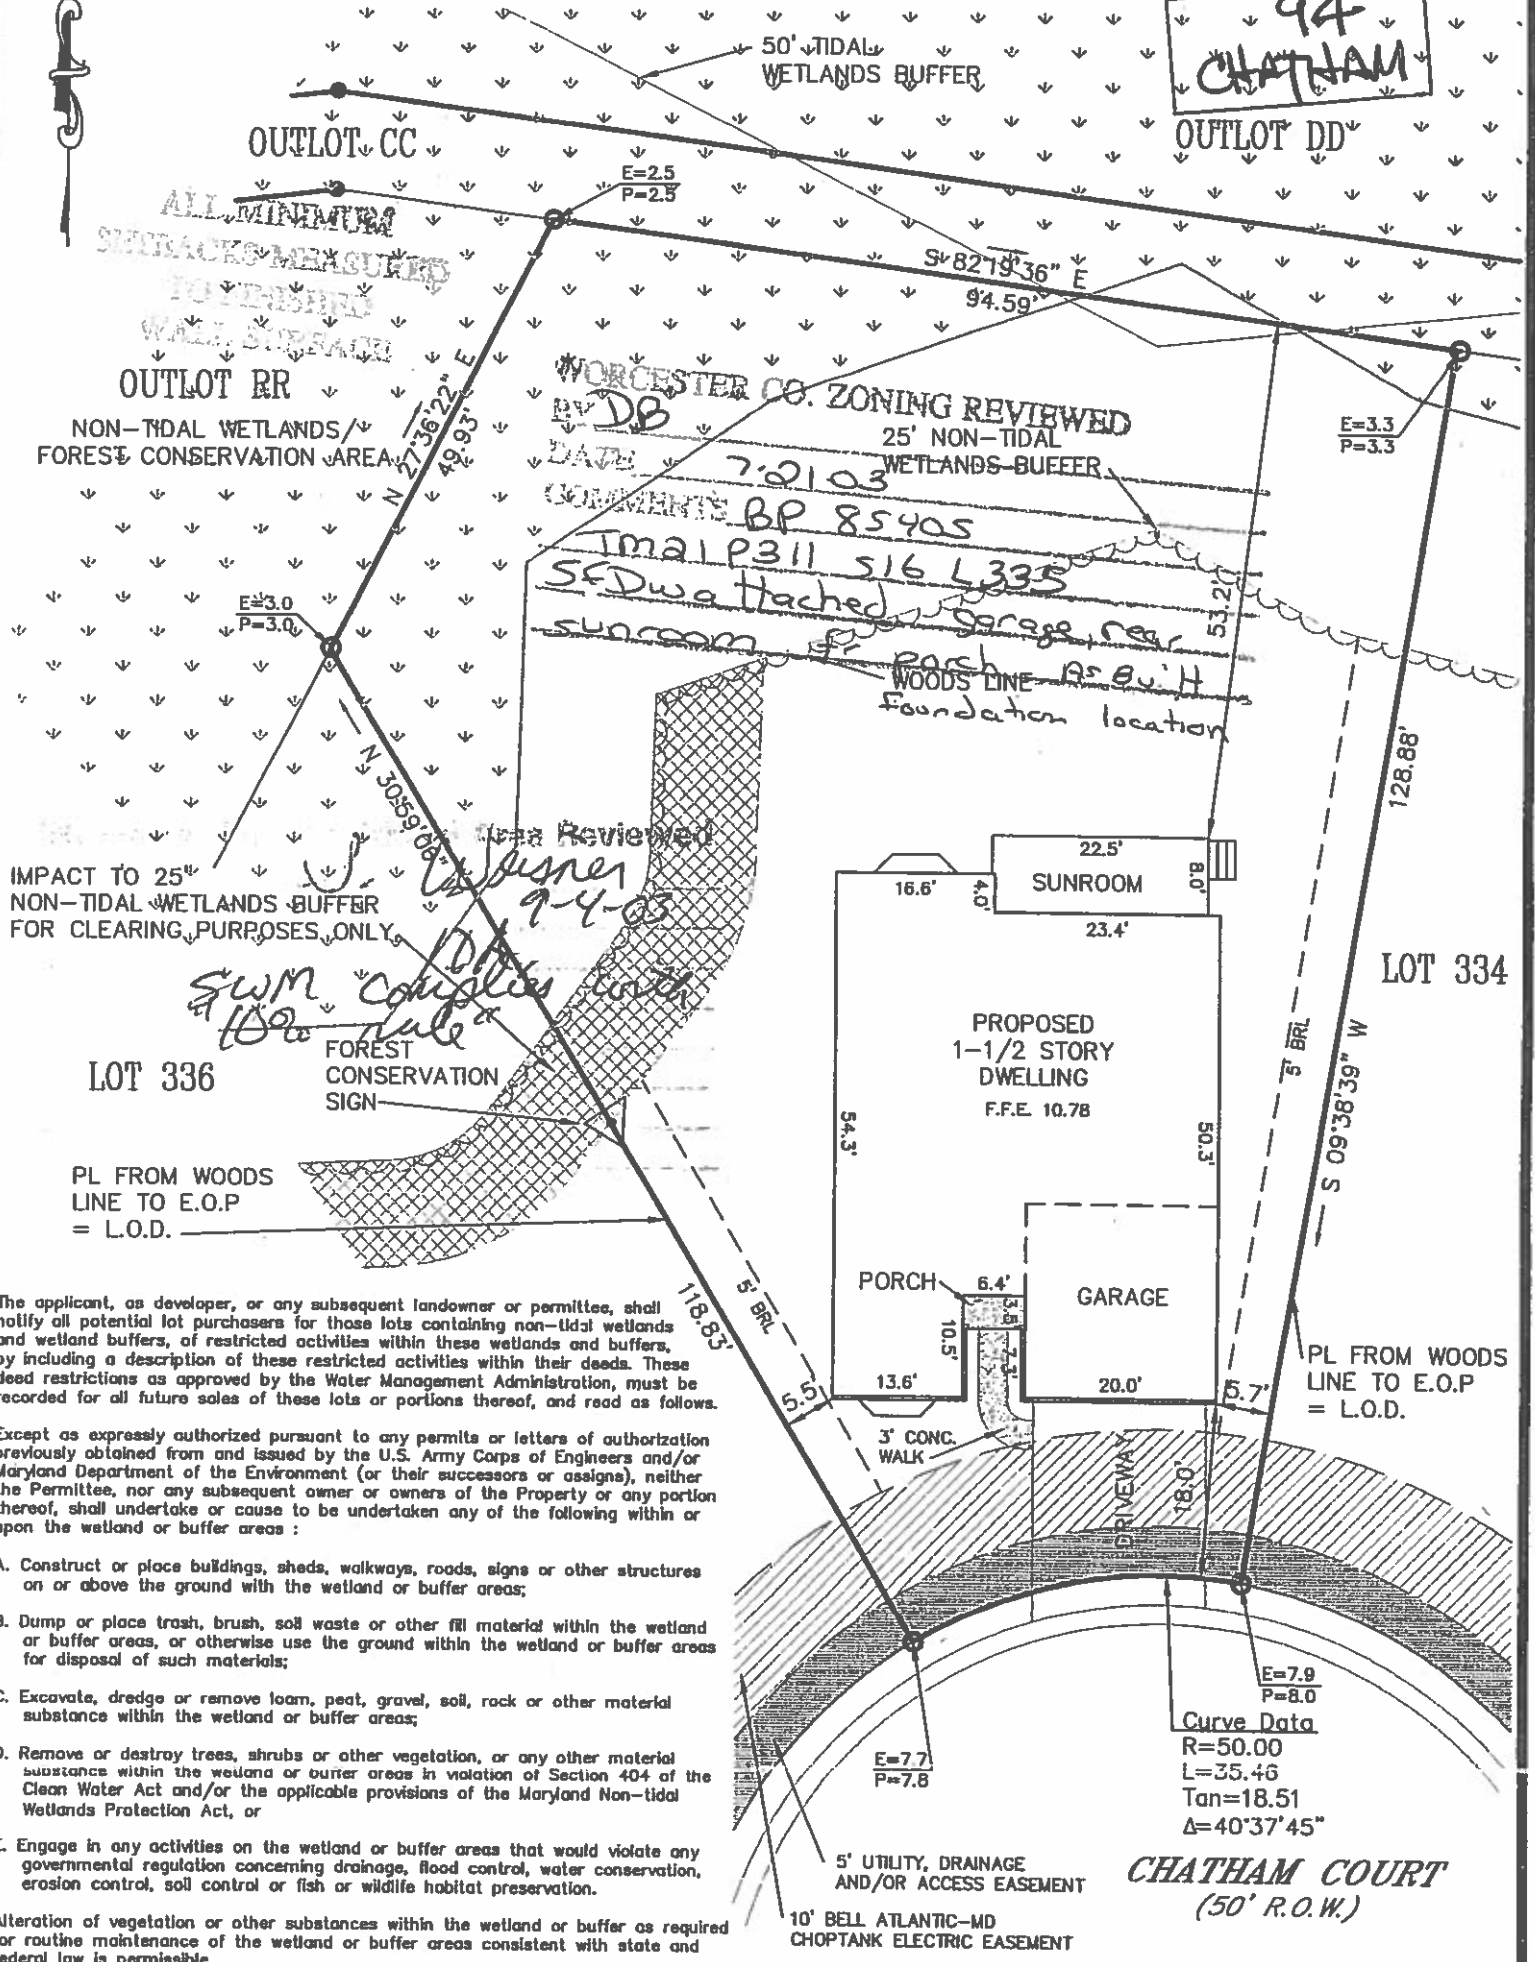 94
CHATHAM
50' TIDAL
WETLANDS BUFFER
OUTLOT CC
OUTLOT DD
E=2.5
P=2.5
ALL MINIMUM
SETBACKS MEASURED
TO FINISHED
WALL SURFACE
S 82°19'36" E
94.59'
OUTLOT RR
NON-TIDAL WETLANDS/
FOREST CONSERVATION AREA
N 27°36'22" E
49.93'
WORCESTER CO. ZONING REVIEWED
BY DB
DATE 7-21-03
COMMENTS BP 85405
TM21 P311 S16 L335
SFD w attached garage, rear
sunroom fr porch As Built
Foundation location
25' NON-TIDAL
WETLANDS BUFFER
E=3.3
P=3.3
E=3.0
P=3.0
53.2'
WOODS LINE
128.88'
N 30°59'08" W
Area Reviewed
J. Weisner
9-4-03
SWM complies with
"10% rule"
IMPACT TO 25'
NON-TIDAL WETLANDS BUFFER
FOR CLEARING PURPOSES ONLY
22.5'
SUNROOM
8.0'
16.6'
4.0'
23.4'
LOT 334
PROPOSED
1-1/2 STORY
DWELLING
F.F.E. 10.78
54.3'
50.3'
5' BRL
S 09°38'39" W
LOT 336
FOREST
CONSERVATION
SIGN
PL FROM WOODS
LINE TO E.O.P
= L.O.D.
5' BRL
118.83'
PORCH
6.4'
3.3'
GARAGE
10.5'
7.3'
13.6'
20.0'
5.5'
5.7'
PL FROM WOODS
LINE TO E.O.P
= L.O.D.
3' CONC.
WALK
DRIVEWAY
18.0'
The applicant, as developer, or any subsequent landowner or permittee, shall
notify all potential lot purchasers for those lots containing non-tidal wetlands
and wetland buffers, of restricted activities within these wetlands and buffers,
by including a description of these restricted activities within their deeds. These
deed restrictions as approved by the Water Management Administration, must be
recorded for all future sales of these lots or portions thereof, and read as follows.
Except as expressly authorized pursuant to any permits or letters of authorization
previously obtained from and issued by the U.S. Army Corps of Engineers and/or
Maryland Department of the Environment (or their successors or assigns), neither
the Permittee, nor any subsequent owner or owners of the Property or any portion
thereof, shall undertake or cause to be undertaken any of the following within or
upon the wetland or buffer areas :
A. Construct or place buildings, sheds, walkways, roads, signs or other structures
on or above the ground with the wetland or buffer areas;
B. Dump or place trash, brush, soil waste or other fill material within the wetland
or buffer areas, or otherwise use the ground within the wetland or buffer areas
for disposal of such materials;
C. Excavate, dredge or remove loam, peat, gravel, soil, rock or other material
substance within the wetland or buffer areas;
D. Remove or destroy trees, shrubs or other vegetation, or any other material
substance within the wetland or buffer areas in violation of Section 404 of the
Clean Water Act and/or the applicable provisions of the Maryland Non-tidal
Wetlands Protection Act, or
E. Engage in any activities on the wetland or buffer areas that would violate any
governmental regulation concerning drainage, flood control, water conservation,
erosion control, soil control or fish or wildlife habitat preservation.
Alteration of vegetation or other substances within the wetland or buffer as required
for routine maintenance of the wetland or buffer areas consistent with state and
federal law is permissible
E=7.7
P=7.8
E=7.9
P=8.0
Curve Data
R=50.00
L=35.46
Tan=18.51
Δ=40°37'45"
5' UTILITY, DRAINAGE
AND/OR ACCESS EASEMENT
10' BELL ATLANTIC-MD
CHOPTANK ELECTRIC EASEMENT
CHATHAM COURT
(50' R.O.W.)